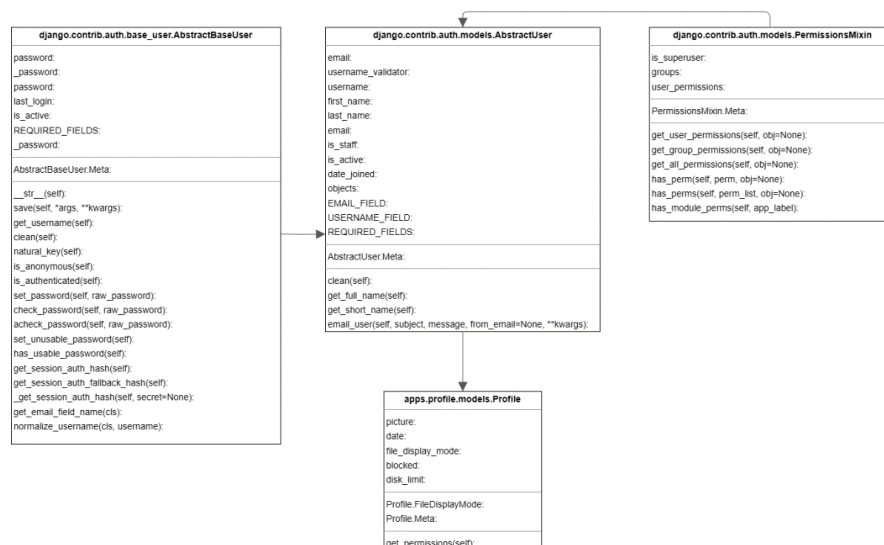 django.contrib.auth.base_user.AbstractBaseUser
password:
_password:
password:
last_login:
is_active:
REQUIRED_FIELDS:
_password:
AbstractBaseUser.Meta:
__str__(self):
save(self, *args, **kwargs):
get_username(self):
clean(self):
natural_key(self):
is_anonymous(self):
is_authenticated(self):
set_password(self, raw_password):
check_password(self, raw_password):
acheck_password(self, raw_password):
set_unusable_password(self):
has_usable_password(self):
get_session_auth_hash(self):
get_session_auth_fallback_hash(self):
_get_session_auth_hash(self, secret=None):
get_email_field_name(cls):
normalize_username(cls, username):
django.contrib.auth.models.AbstractUser
email:
username_validator:
username:
first_name:
last_name:
email:
is_staff:
is_active:
date_joined:
objects:
EMAIL_FIELD:
USERNAME_FIELD:
REQUIRED_FIELDS:
AbstractUser.Meta:
clean(self):
get_full_name(self):
get_short_name(self):
email_user(self, subject, message, from_email=None, **kwargs):
django.contrib.auth.models.PermissionsMixin
is_superuser:
groups:
user_permissions:
PermissionsMixin.Meta:
get_user_permissions(self, obj=None):
get_group_permissions(self, obj=None):
get_all_permissions(self, obj=None):
has_perm(self, perm, obj=None):
has_perms(self, perm_list, obj=None):
has_module_perms(self, app_label):
apps.profile.models.Profile
picture:
date:
file_display_mode:
blocked:
disk_limit:
Profile.FileDisplayMode:
Profile.Meta:
get_permissions(self):